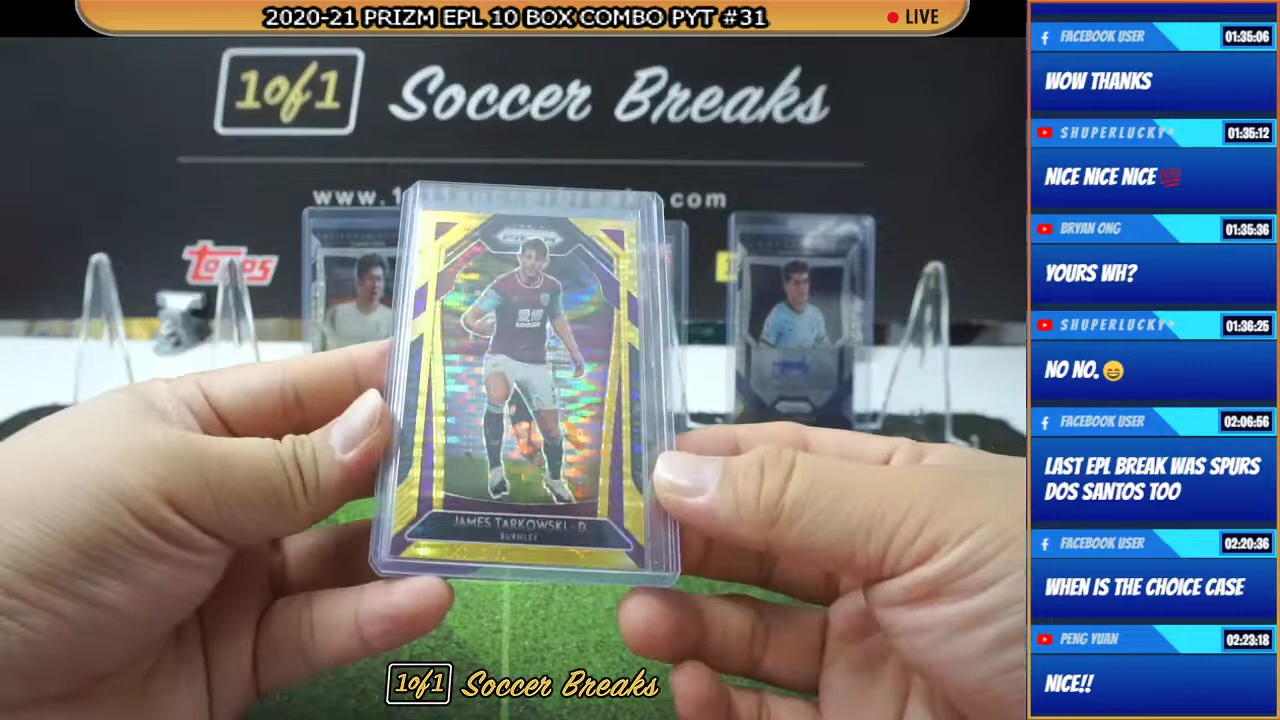 2020-21 PRIZM EPL 10 BOX COMBO PYT #31
LIVE
1of1 Soccer Breaks
Topps
PRIZM
JAMES TARKOWSKI - D
BURNLEY
1of1 Soccer Breaks
FACEBOOK USER 01:35:06
WOW THANKS
SHUPERLUCKY 01:35:12
NICE NICE NICE 💯
BRYAN ONG 01:35:36
YOURS WH?
SHUPERLUCKY 01:36:25
NO NO. 😄
FACEBOOK USER 02:06:56
LAST EPL BREAK WAS SPURS
DOS SANTOS TOO
FACEBOOK USER 02:20:36
WHEN IS THE CHOICE CASE
PENG YUAN 02:23:18
NICE!!